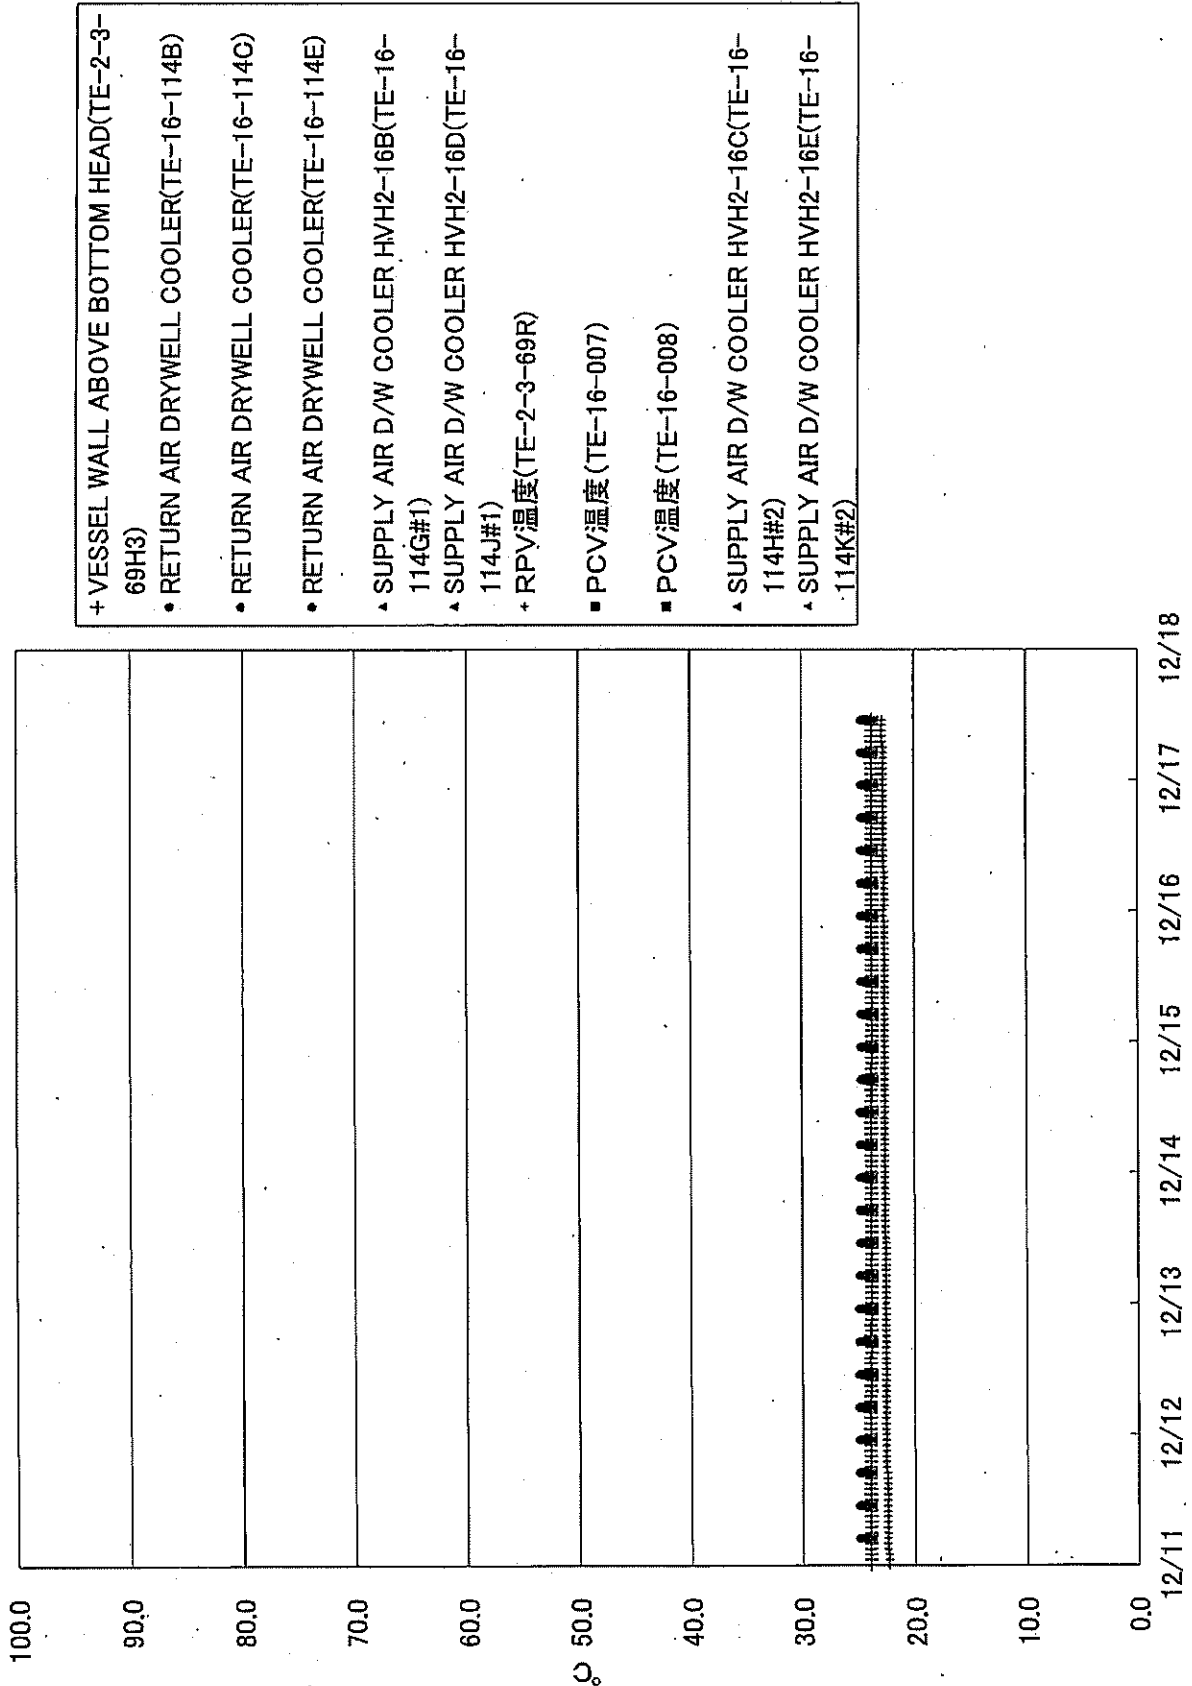 100.0
90.0
80.0
70.0
60.0
50.0
40.0
30.0
20.0
10.0
0.0
℃
12/11
12/12
12/13
12/14
12/15
12/16
12/17
12/18
+ VESSEL WALL ABOVE BOTTOM HEAD(TE-2-3-
69H3)
• RETURN AIR DRYWELL COOLER(TE-16-114B)
• RETURN AIR DRYWELL COOLER(TE-16-114C)
• RETURN AIR DRYWELL COOLER(TE-16-114E)
▲ SUPPLY AIR D/W COOLER HVH2-16B(TE-16-
114G#1)
▲ SUPPLY AIR D/W COOLER HVH2-16D(TE-16-
114J#1)
+ RPV温度(TE-2-3-69R)
■ PCV温度(TE-16-007)
■ PCV温度(TE-16-008)
▲ SUPPLY AIR D/W COOLER HVH2-16C(TE-16-
114H#2)
▲ SUPPLY AIR D/W COOLER HVH2-16E(TE-16-
114K#2)